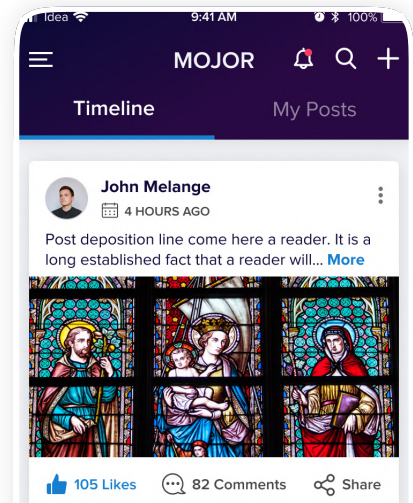 Idea 9:41 AM 100%
MOJOR
Timeline My Posts
John Melange
4 HOURS AGO
Post deposition line come here a reader. It is a
long established fact that a reader will... More
105 Likes 82 Comments Share